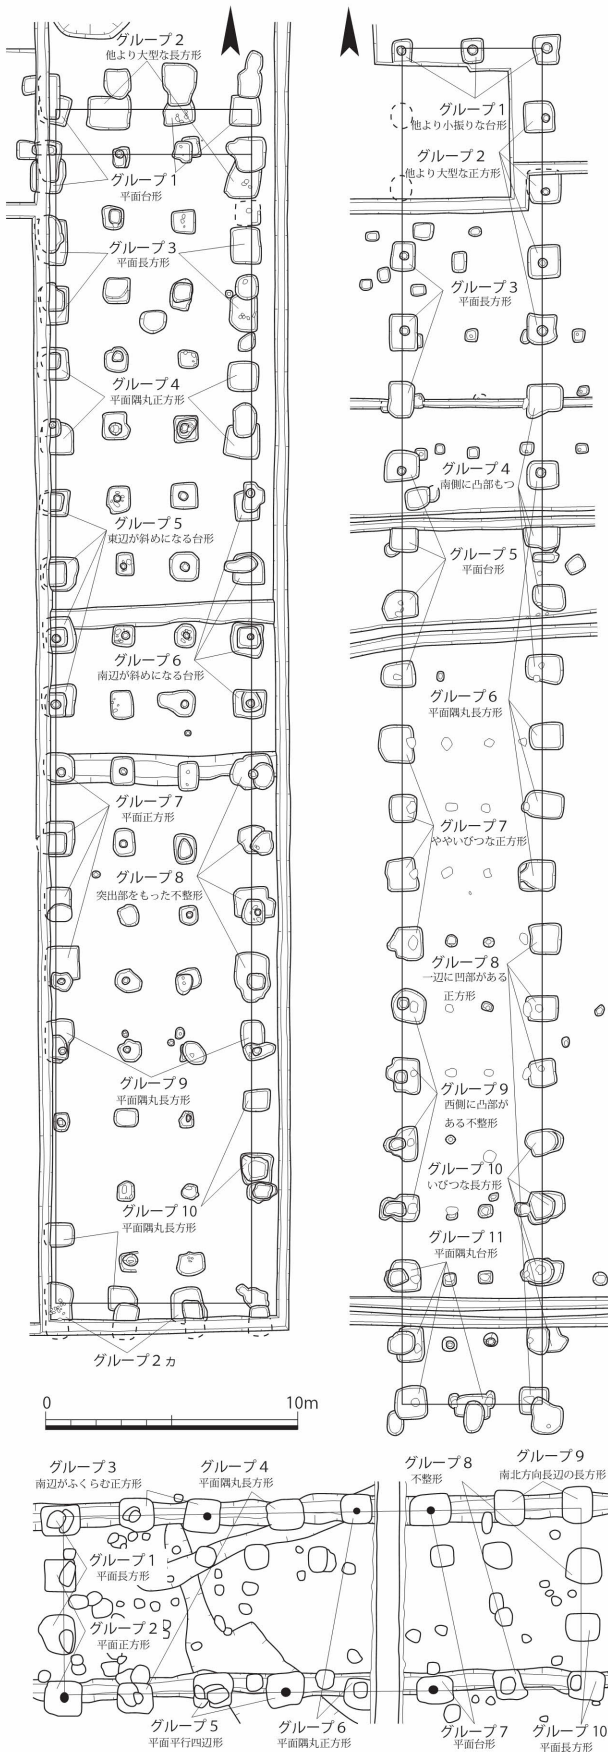 グループ2
他より大型な長方形
グループ1
平面台形
グループ3
平面長方形
グループ4
平面隅丸正方形
グループ5
東辺が斜めになる台形
グループ6
南辺が斜めになる台形
グループ7
平面正方形
グループ8
突出部をもった不整形
グループ9
平面隅丸長方形
グループ10
平面隅丸長方形
グループ2ヵ
0 10m
グループ1
他より小振りな台形
グループ2
他より大型な正方形
グループ3
平面長方形
グループ4
南側に凸部もつ
グループ5
平面台形
グループ6
平面隅丸長方形
グループ7
ややいびつな正方形
グループ8
一辺に凹部がある
正方形
グループ9
西側に凸部が
ある不整形
グループ10
いびつな長方形
グループ11
平面隅丸台形
グループ3
南辺がふくらむ正方形
グループ4
平面隅丸長方形
グループ8
不整形
グループ9
南北方向長辺の長方形
グループ1
平面長方形
グループ2
平面正方形
グループ5
平面平行四辺形
グループ6
平面隅丸正方形
グループ7
平面台形
グループ10
平面長方形